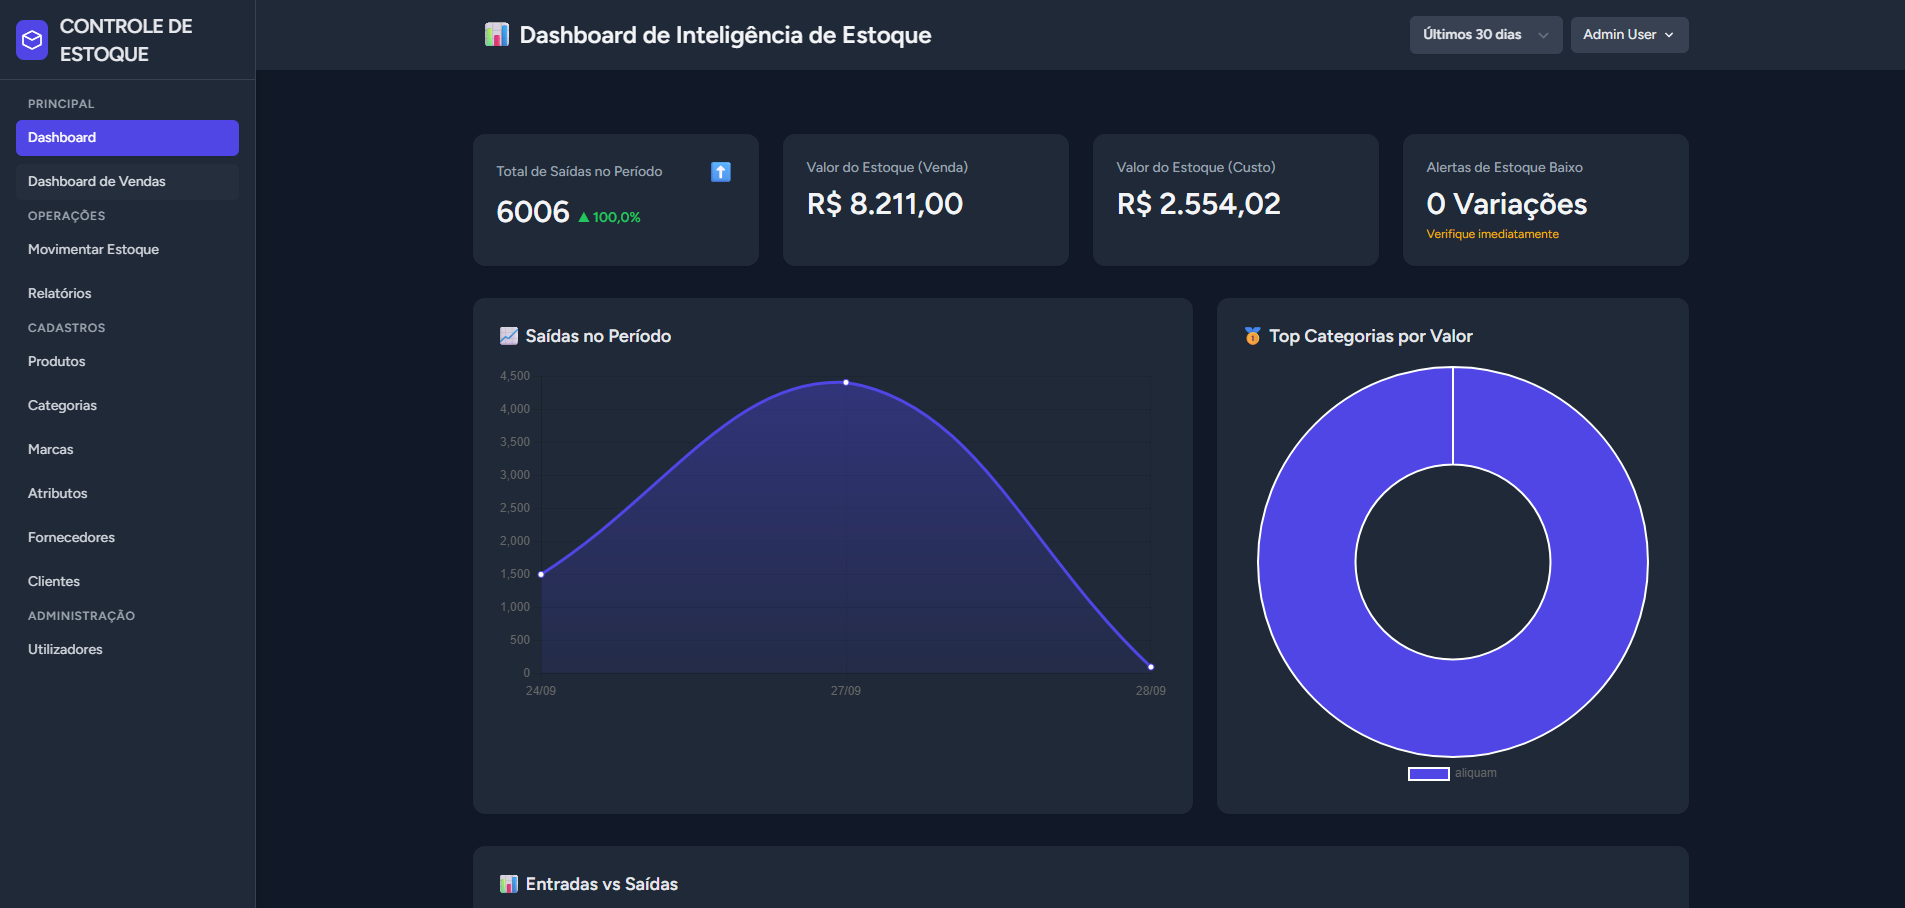 CONTROLE DE
ESTOQUE
PRINCIPAL
Dashboard
Dashboard de Vendas
OPERAÇÕES
Movimentar Estoque
Relatórios
CADASTROS
Produtos
Categorias
Marcas
Atributos
Fornecedores
Clientes
ADMINISTRAÇÃO
Utilizadores
Dashboard de Inteligência de Estoque
Últimos 30 dias
Admin User
Total de Saídas no Período
6006 ▲ 100,0%
Valor do Estoque (Venda)
R$ 8.211,00
Valor do Estoque (Custo)
R$ 2.554,02
Alertas de Estoque Baixo
0 Variações
Verifique imediatamente
Saídas no Período
4,500
4,000
3,500
3,000
2,500
2,000
1,500
1,000
500
0
24/09 27/09 28/09
Top Categorias por Valor
aliquam
Entradas vs Saídas